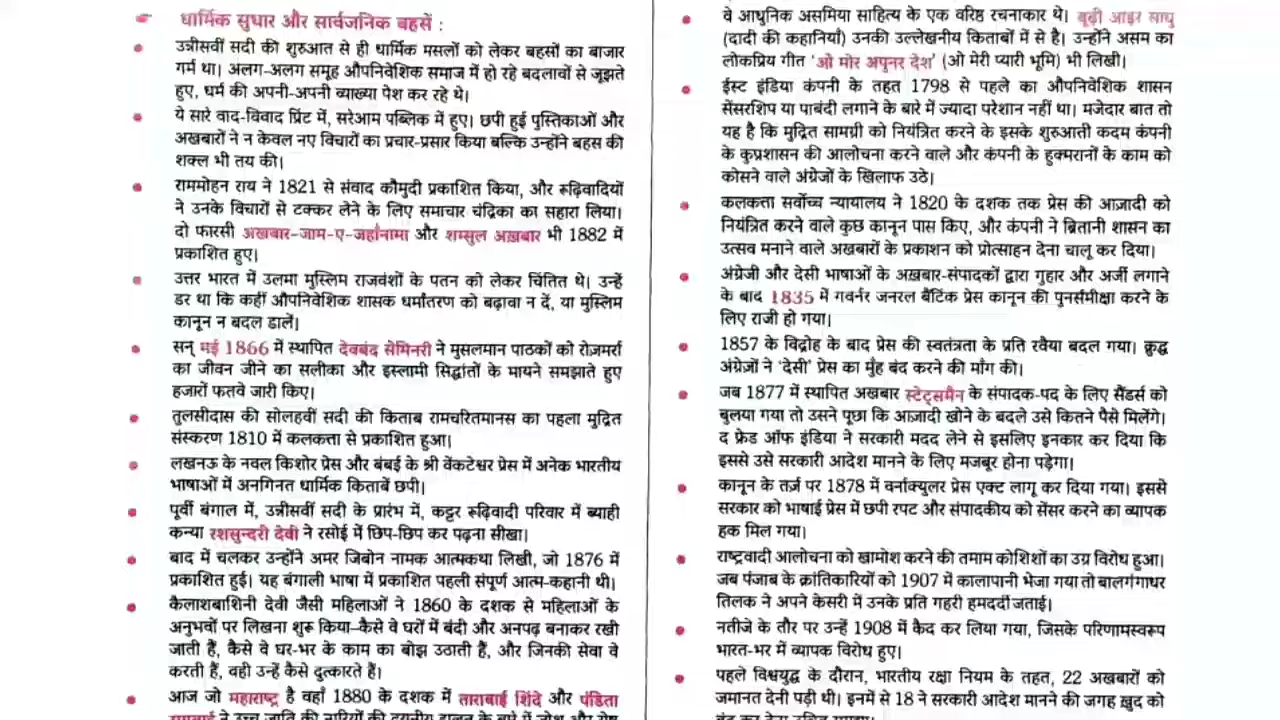 धार्मिक सुधार और सार्वजनिक बहसें :
उन्नीसवीं सदी की शुरुआत से ही धार्मिक मसलों को लेकर बहसों का बाजार
गर्म था। अलग-अलग समूह औपनिवेशिक समाज में हो रहे बदलावों से जूझते
हुए, धर्म की अपनी-अपनी व्याख्या पेश कर रहे थे।
ये सारे वाद-विवाद प्रिंट में, सरेआम पब्लिक में हुए। छपी हुई पुस्तिकाओं और
अखबारों ने न केवल नए विचारों का प्रचार-प्रसार किया बल्कि उन्होंने बहस की
शक्ल भी तय की।
राममोहन राय ने 1821 से संवाद कौमुदी प्रकाशित किया, और रूढ़िवादियों
ने उनके विचारों से टक्कर लेने के लिए समाचार चंद्रिका का सहारा लिया।
दो फारसी अखबार-जाम-ए-जहाँनामा और शम्सुल अख़बार भी 1882 में
प्रकाशित हुए।
उत्तर भारत में उलमा मुस्लिम राजवंशों के पतन को लेकर चिंतित थे। उन्हें
डर था कि कहीं औपनिवेशिक शासक धर्मांतरण को बढ़ावा न दें, या मुस्लिम
कानून न बदल डालें।
सन् मई 1866 में स्थापित देवबंद सेमिनरी ने मुसलमान पाठकों को रोज़मर्रा
का जीवन जीने का सलीका और इस्लामी सिद्धांतों के मायने समझाते हुए
हजारों फतवे जारी किए।
तुलसीदास की सोलहवीं सदी की किताब रामचरितमानस का पहला मुद्रित
संस्करण 1810 में कलकत्ता से प्रकाशित हुआ।
लखनऊ के नवल किशोर प्रेस और बंबई के श्री वेंकटेश्वर प्रेस में अनेक भारतीय
भाषाओं में अनगिनत धार्मिक किताबें छपी।
पूर्वी बंगाल में, उन्नीसवीं सदी के प्रारंभ में, कट्टर रूढ़िवादी परिवार में ब्याही
कन्या रशसुन्दरी देवी ने रसोई में छिप-छिप कर पढ़ना सीखा।
बाद में चलकर उन्होंने अमर जिबोन नामक आत्मकथा लिखी, जो 1876 में
प्रकाशित हुई। यह बंगाली भाषा में प्रकाशित पहली संपूर्ण आत्म-कहानी थी।
कैलाशबाशिनी देवी जैसी महिलाओं ने 1860 के दशक से महिलाओं के
अनुभवों पर लिखना शुरू किया-कैसे वे घरों में बंदी और अनपढ़ बनाकर रखी
जाती हैं, कैसे वे घर-भर के काम का बोझ उठाती हैं, और जिनकी सेवा वे
करती हैं, वही उन्हें कैसे दुत्कारते हैं।
आज जो महाराष्ट्र है वहाँ 1880 के दशक में ताराबाई शिंदे और पंडिता
वे आधुनिक असमिया साहित्य के एक वरिष्ठ रचनाकार थे। बूढ़ी आइर साधु
(दादी की कहानियाँ) उनकी उल्लेखनीय किताबों में से है। उन्होंने असम का
लोकप्रिय गीत 'ओ मोर अपुनर देश' (ओ मेरी प्यारी भूमि) भी लिखी।
ईस्ट इंडिया कंपनी के तहत 1798 से पहले का औपनिवेशिक शासन
सेंसरशिप या पाबंदी लगाने के बारे में ज्यादा परेशान नहीं था। मजेदार बात तो
यह है कि मुद्रित सामग्री को नियंत्रित करने के इसके शुरुआती कदम कंपनी
के कुप्रशासन की आलोचना करने वाले और कंपनी के हुक्मरानों के काम को
कोसने वाले अंग्रेजों के खिलाफ उठे।
कलकत्ता सर्वोच्च न्यायालय ने 1820 के दशक तक प्रेस की आज़ादी को
नियंत्रित करने वाले कुछ कानून पास किए, और कंपनी ने ब्रितानी शासन का
उत्सव मनाने वाले अखबारों के प्रकाशन को प्रोत्साहन देना चालू कर दिया।
अंग्रेजी और देसी भाषाओं के अख़बार-संपादकों द्वारा गुहार और अर्जी लगाने
के बाद 1835 में गवर्नर जनरल बैंटिक प्रेस कानून की पुनर्समीक्षा करने के
लिए राजी हो गया।
1857 के विद्रोह के बाद प्रेस की स्वतंत्रता के प्रति रवैया बदल गया। क्रुद्ध
अंग्रेज़ों ने 'देसी' प्रेस का मुँह बंद करने की माँग की।
जब 1877 में स्थापित अखबार स्टेट्समैन के संपादक-पद के लिए सैंडर्स को
बुलया गया तो उसने पूछा कि आज़ादी खोने के बदले उसे कितने पैसे मिलेंगे।
द फ्रेड ऑफ इंडिया ने सरकारी मदद लेने से इसलिए इनकार कर दिया कि
इससे उसे सरकारी आदेश मानने के लिए मजबूर होना पड़ेगा।
कानून के तर्ज़ पर 1878 में वर्नाक्युलर प्रेस एक्ट लागू कर दिया गया। इससे
सरकार को भाषाई प्रेस में छपी रपट और संपादकीय को सेंसर करने का व्यापक
हक मिल गया।
राष्ट्रवादी आलोचना को खामोश करने की तमाम कोशिशों का उग्र विरोध हुआ।
जब पंजाब के क्रांतिकारियों को 1907 में कालापानी भेजा गया तो बालगंगाधर
तिलक ने अपने केसरी में उनके प्रति गहरी हमदर्दी जताई।
नतीजे के तौर पर उन्हें 1908 में कैद कर लिया गया, जिसके परिणामस्वरूप
भारत-भर में व्यापक विरोध हुए।
पहले विश्वयुद्ध के दौरान, भारतीय रक्षा नियम के तहत, 22 अखबारों को
जमानत देनी पड़ी थी। इनमें से 18 ने सरकारी आदेश मानने की जगह ख़ुद को